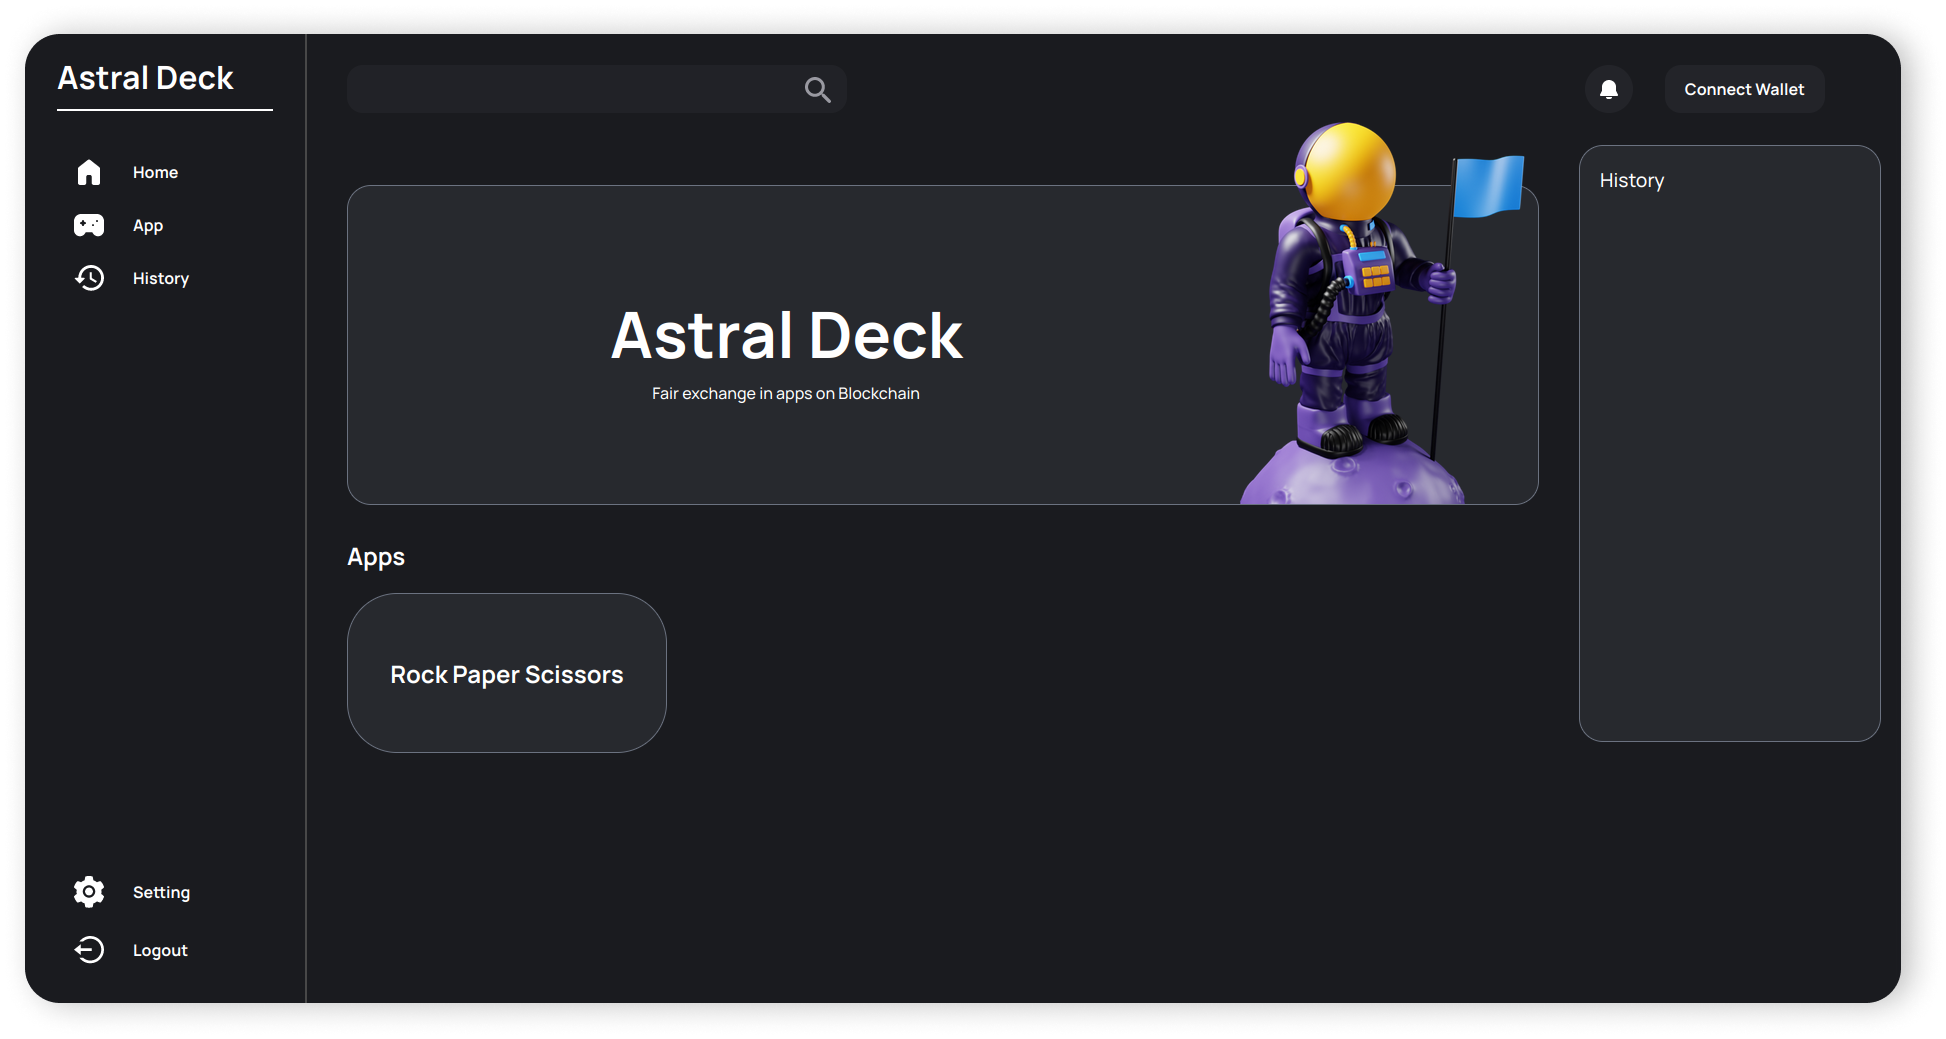 Astral Deck
Home
App
History
Setting
Logout
Connect Wallet
Astral Deck
Fair exchange in apps on Blockchain
Apps
Rock Paper Scissors
History